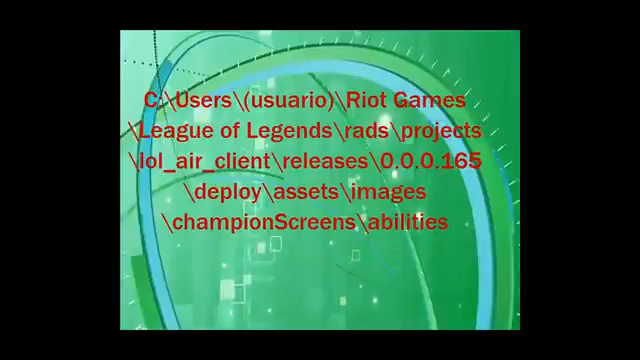 C:\Users\(usuario)\Riot Games
\League of Legends\rads\projects
\lol_air_client\releases\0.0.0.165
\deploy\assets\images
\championScreens\abilities